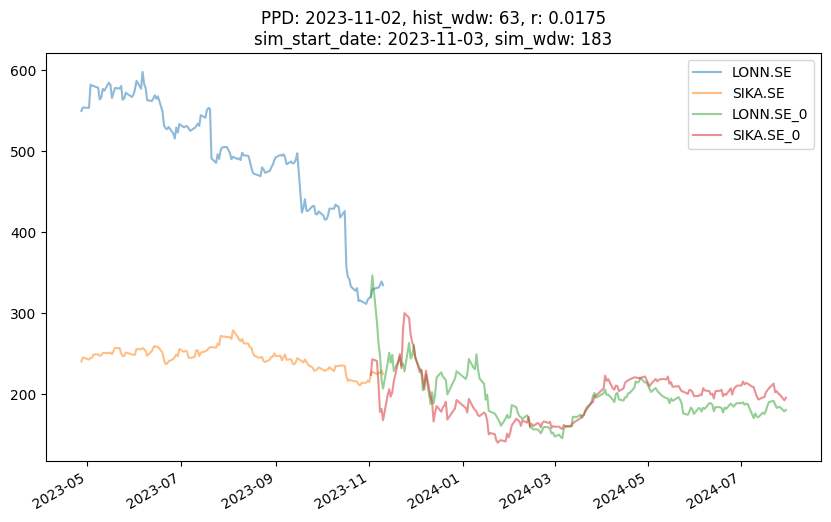 PPD: 2023-11-02, hist_wdw: 63, r: 0.0175
sim_start_date: 2023-11-03, sim_wdw: 183
LONN.SE
SIKA.SE
LONN.SE_0
SIKA.SE_0
600
500
400
300
200
2023-05
2023-07
2023-09
2023-11
2024-01
2024-03
2024-05
2024-07